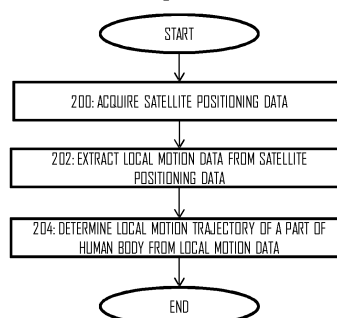 START
200: ACQUIRE SATELLITE POSITIONING DATA
202: EXTRACT LOCAL MOTION DATA FROM SATELLITE
POSITIONING DATA
204: DETERMINE LOCAL MOTION TRAJECTORY OF A PART OF
HUMAN BODY FROM LOCAL MOTION DATA
END